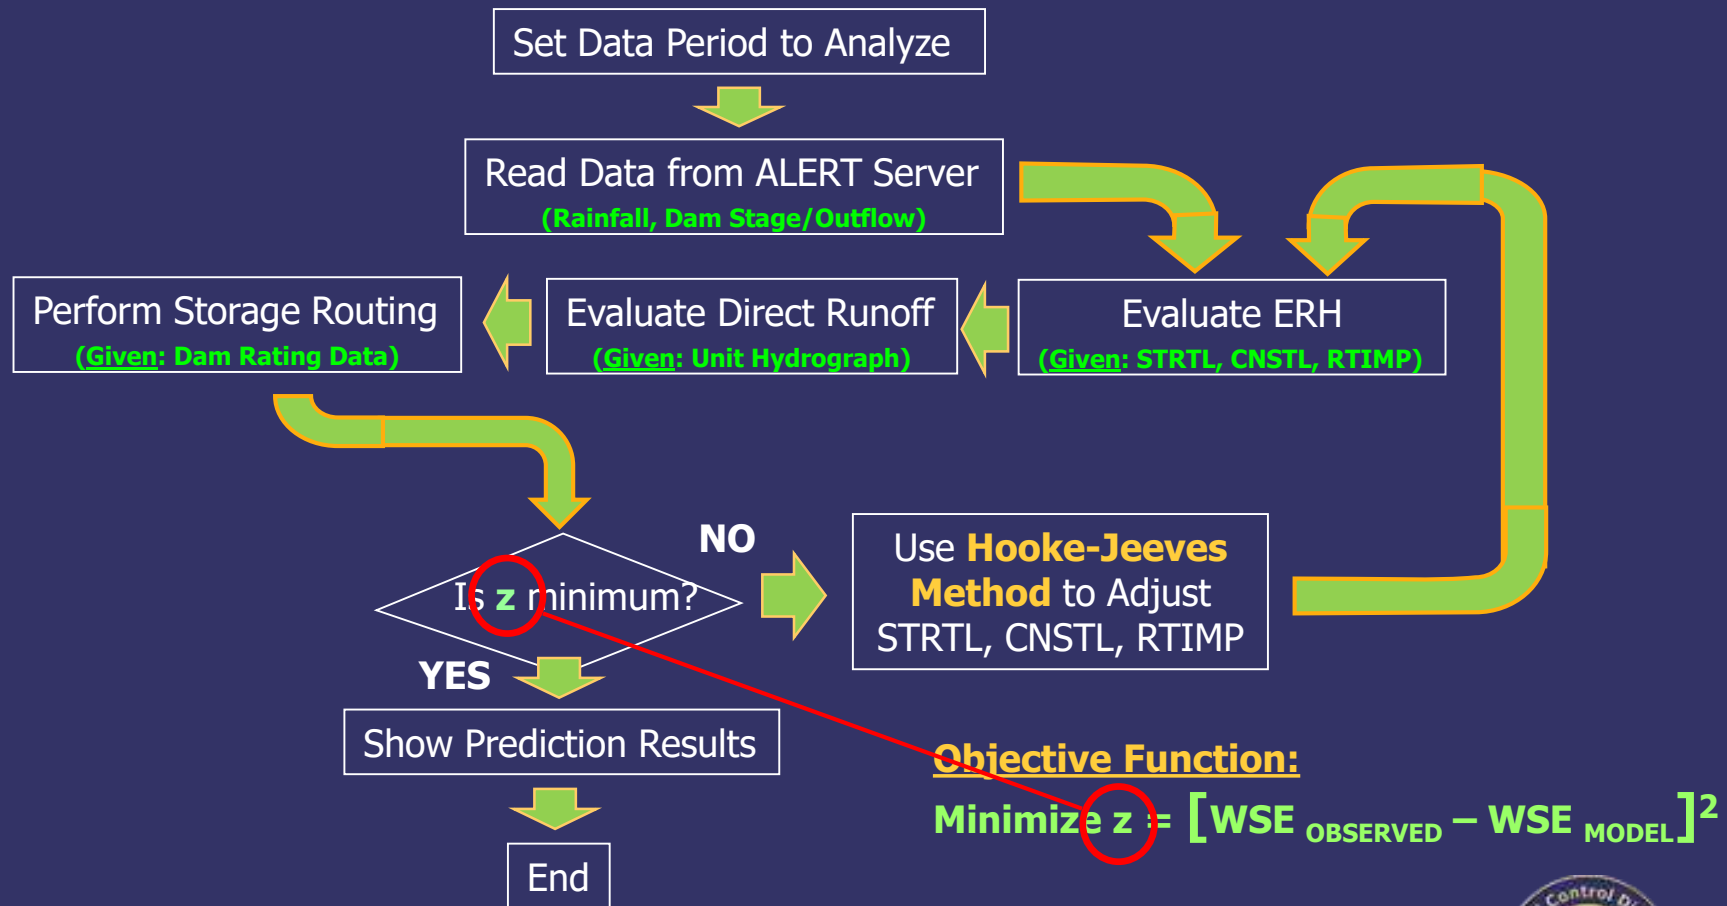 Set Data Period to Analyze
Read Data from ALERT Server
(Rainfall, Dam Stage/Outflow)
Perform Storage Routing
(Given: Dam Rating Data)
Evaluate Direct Runoff
(Given: Unit Hydrograph)
Evaluate ERH
(Given: STRTL, CNSTL, RTIMP)
Is z minimum?
NO
Use Hooke-Jeeves
Method to Adjust
STRTL, CNSTL, RTIMP
YES
Show Prediction Results
End
Objective Function:
Minimize z = [WSE OBSERVED – WSE MODEL]2
Control